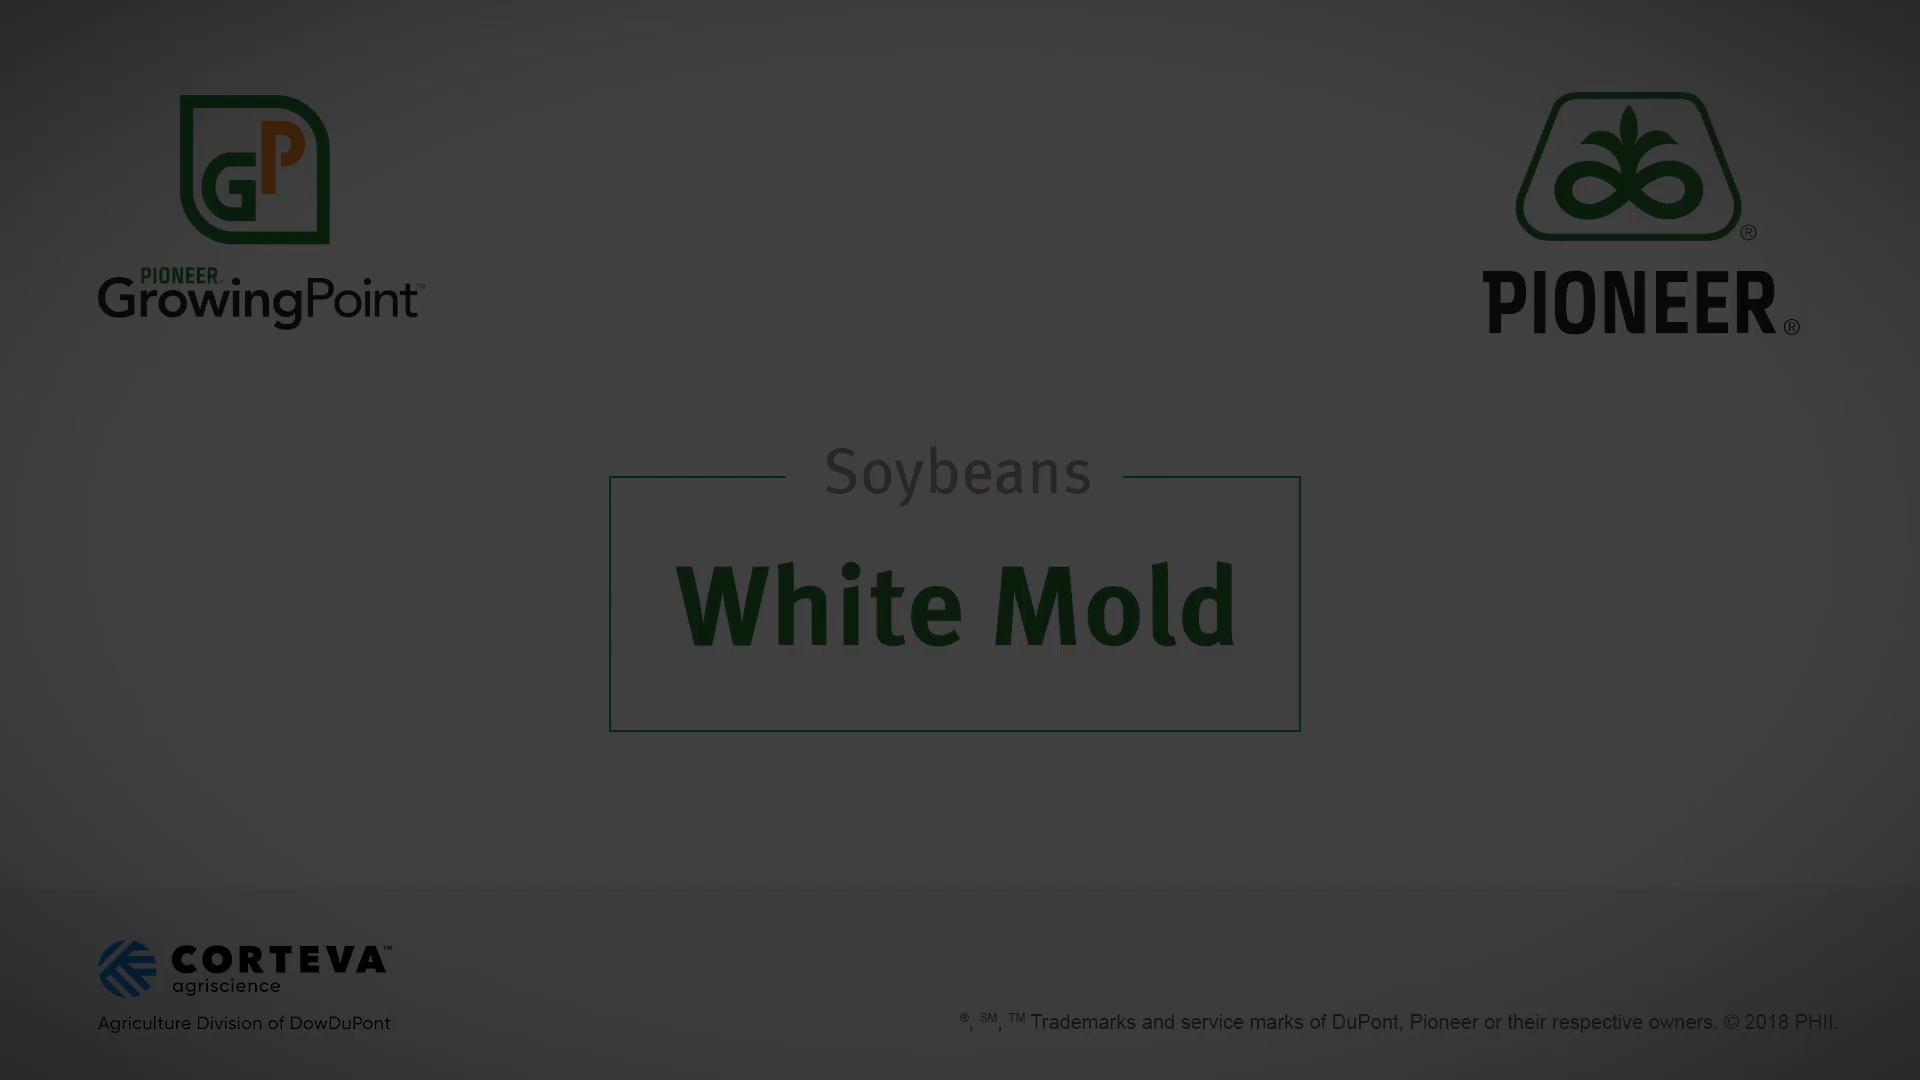 GP
PIONEER
GrowingPoint™
®
PIONEER®
Soybeans
White Mold
CORTEVA™
agriscience
Agriculture Division of DowDuPont
®, SM, TM Trademarks and service marks of DuPont, Pioneer or their respective owners. © 2018 PHII.